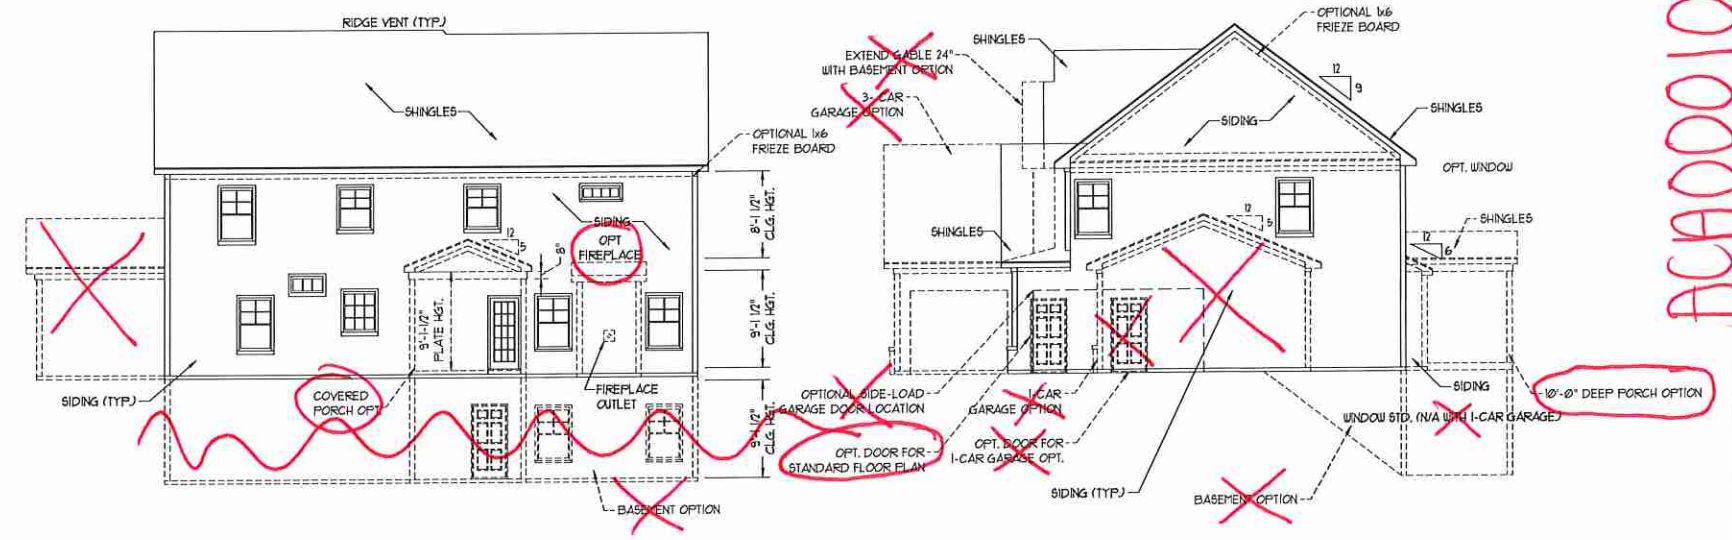 RIDGE VENT (TYP.)
SHINGLES
OPTIONAL 1x6
FRIEZE BOARD
SIDING
OPT
FIREPLACE
12
5
8"
8'-1 1/2"
CLG. HGT.
9'-1 1/2"
CLG. HGT.
9'-1 1/2"
CLG. HGT.
9'-1-1/2"
PLATE HGT.
SIDING (TYP.)
COVERED
PORCH OPT.
FIREPLACE
OUTLET
BASEMENT OPTION
OPTIONAL 1x6
FRIEZE BOARD
SHINGLES
EXTEND GABLE 24"
WITH BASEMENT OPTION
3-CAR
GARAGE OPTION
12
9
SHINGLES
SIDING
OPT. WINDOW
12
5
SHINGLES
SHINGLES
12
6
OPTIONAL SIDE-LOAD
GARAGE DOOR LOCATION
1-CAR
GARAGE OPTION
SIDING
10'-0" DEEP PORCH OPTION
WINDOW STD. (N/A WITH 1-CAR GARAGE)
OPT. DOOR FOR
STANDARD FLOOR PLAN
OPT. DOOR FOR
1-CAR GARAGE OPT.
SIDING (TYP.)
BASEMENT OPTION